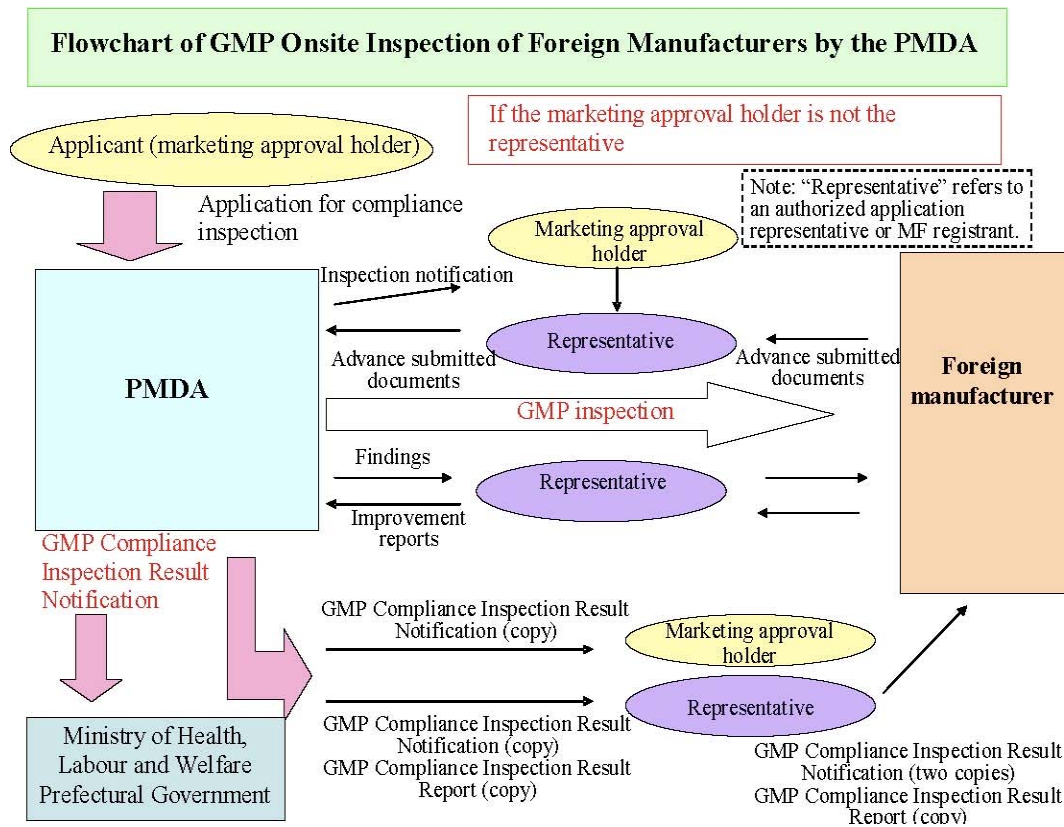 Flowchart of GMP Onsite Inspection of Foreign Manufacturers by the PMDA
If the marketing approval holder is not the
representative
Applicant (marketing approval holder)
Note: “Representative” refers to
an authorized application
representative or MF registrant.
Application for compliance
inspection
Marketing approval
holder
Inspection notification
Representative
Advance submitted
documents
Advance submitted
documents
PMDA
Foreign
manufacturer
GMP inspection
Findings
Representative
Improvement
reports
GMP Compliance
Inspection Result
Notification
GMP Compliance Inspection Result
Notification (copy)
Marketing approval
holder
Representative
GMP Compliance Inspection Result
Notification (copy)
GMP Compliance Inspection Result
Report (copy)
Ministry of Health,
Labour and Welfare
Prefectural Government
GMP Compliance Inspection Result
Notification (two copies)
GMP Compliance Inspection Result
Report (copy)